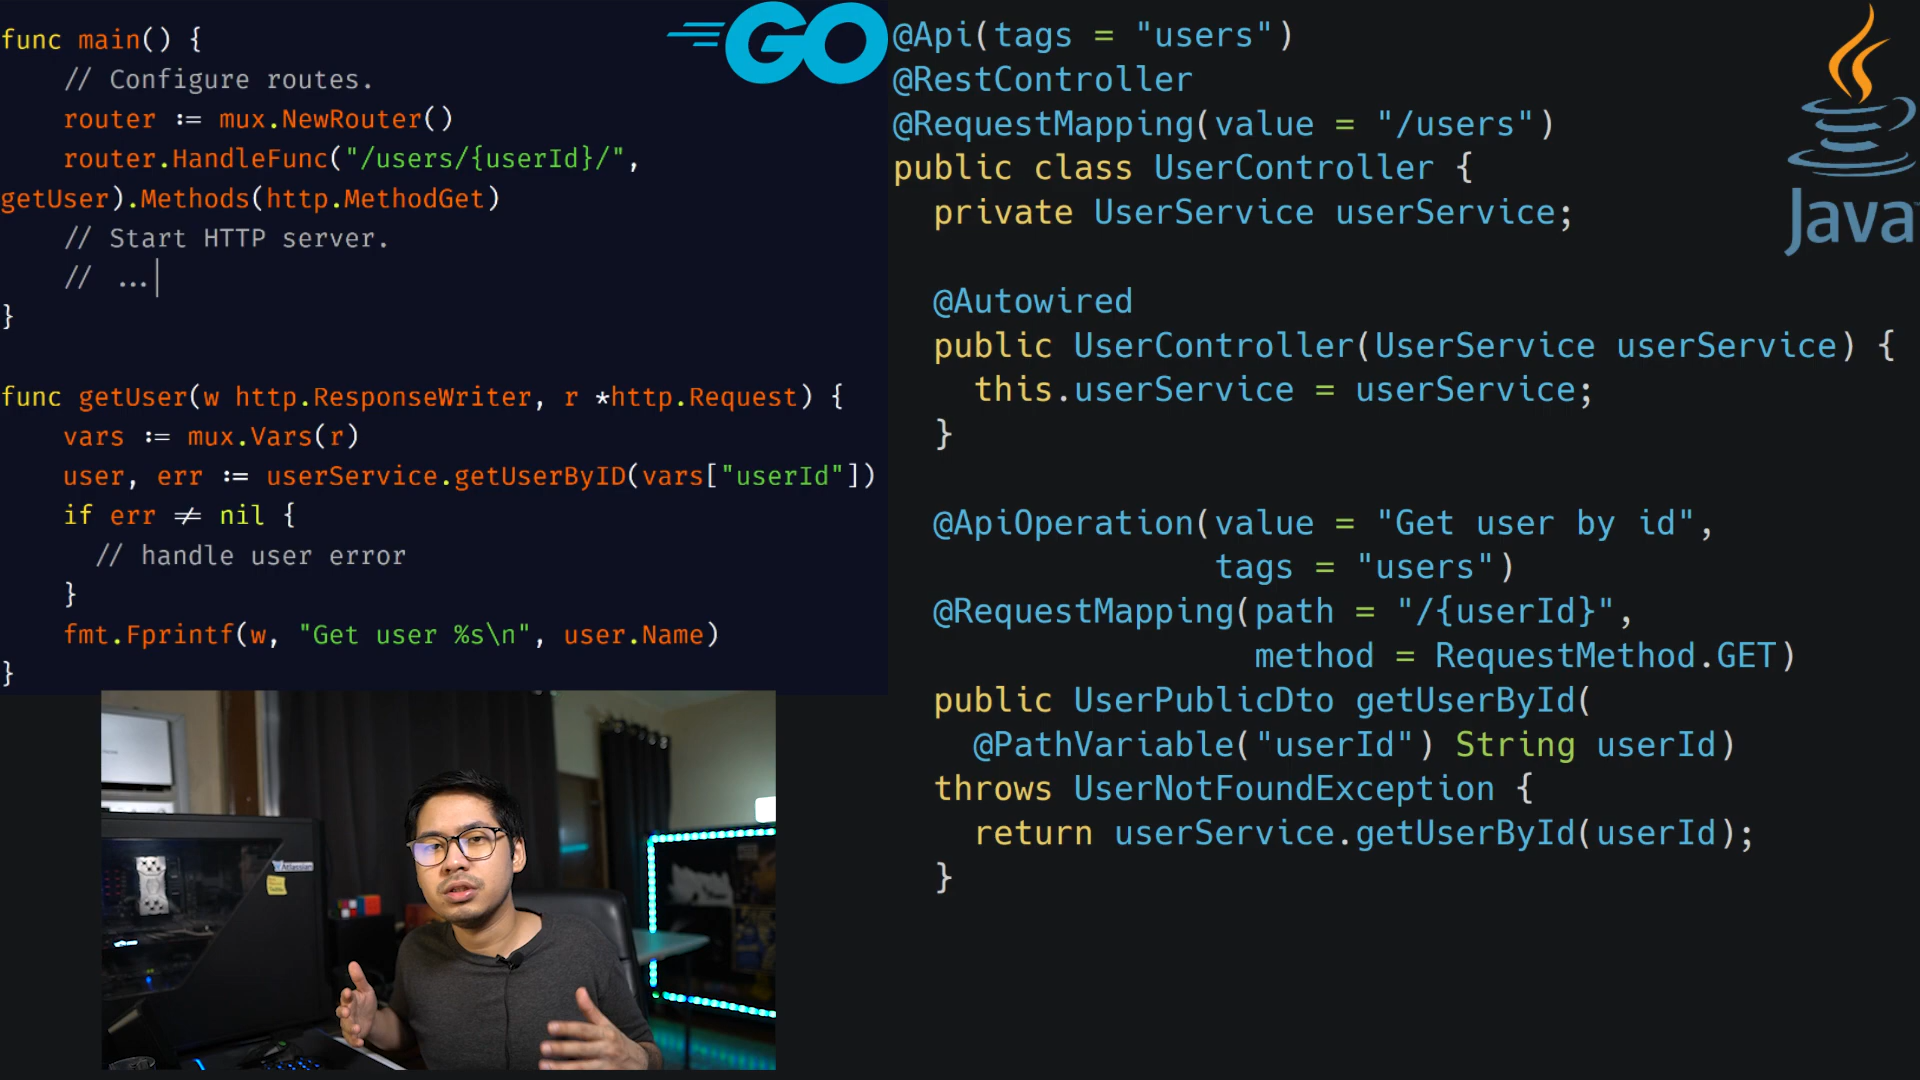 func main() {
// Configure routes.
router := mux.NewRouter()
router.HandleFunc("/users/{userId}/",
getUser).Methods(http.MethodGet)
// Start HTTP server.
// ...
}
func getUser(w http.ResponseWriter, r *http.Request) {
vars := mux.Vars(r)
user, err := userService.getUserByID(vars["userId"])
if err ≠ nil {
// handle user error
}
fmt.Fprintf(w, "Get user %s\n", user.Name)
}
GO
@Api(tags = "users")
@RestController
@RequestMapping(value = "/users")
public class UserController {
private UserService userService;
@Autowired
public UserController(UserService userService) {
this.userService = userService;
}
@ApiOperation(value = "Get user by id",
tags = "users")
@RequestMapping(path = "/{userId}",
method = RequestMethod.GET)
public UserPublicDto getUserById(
@PathVariable("userId") String userId)
throws UserNotFoundException {
return userService.getUserById(userId);
}
Java
Atlassian